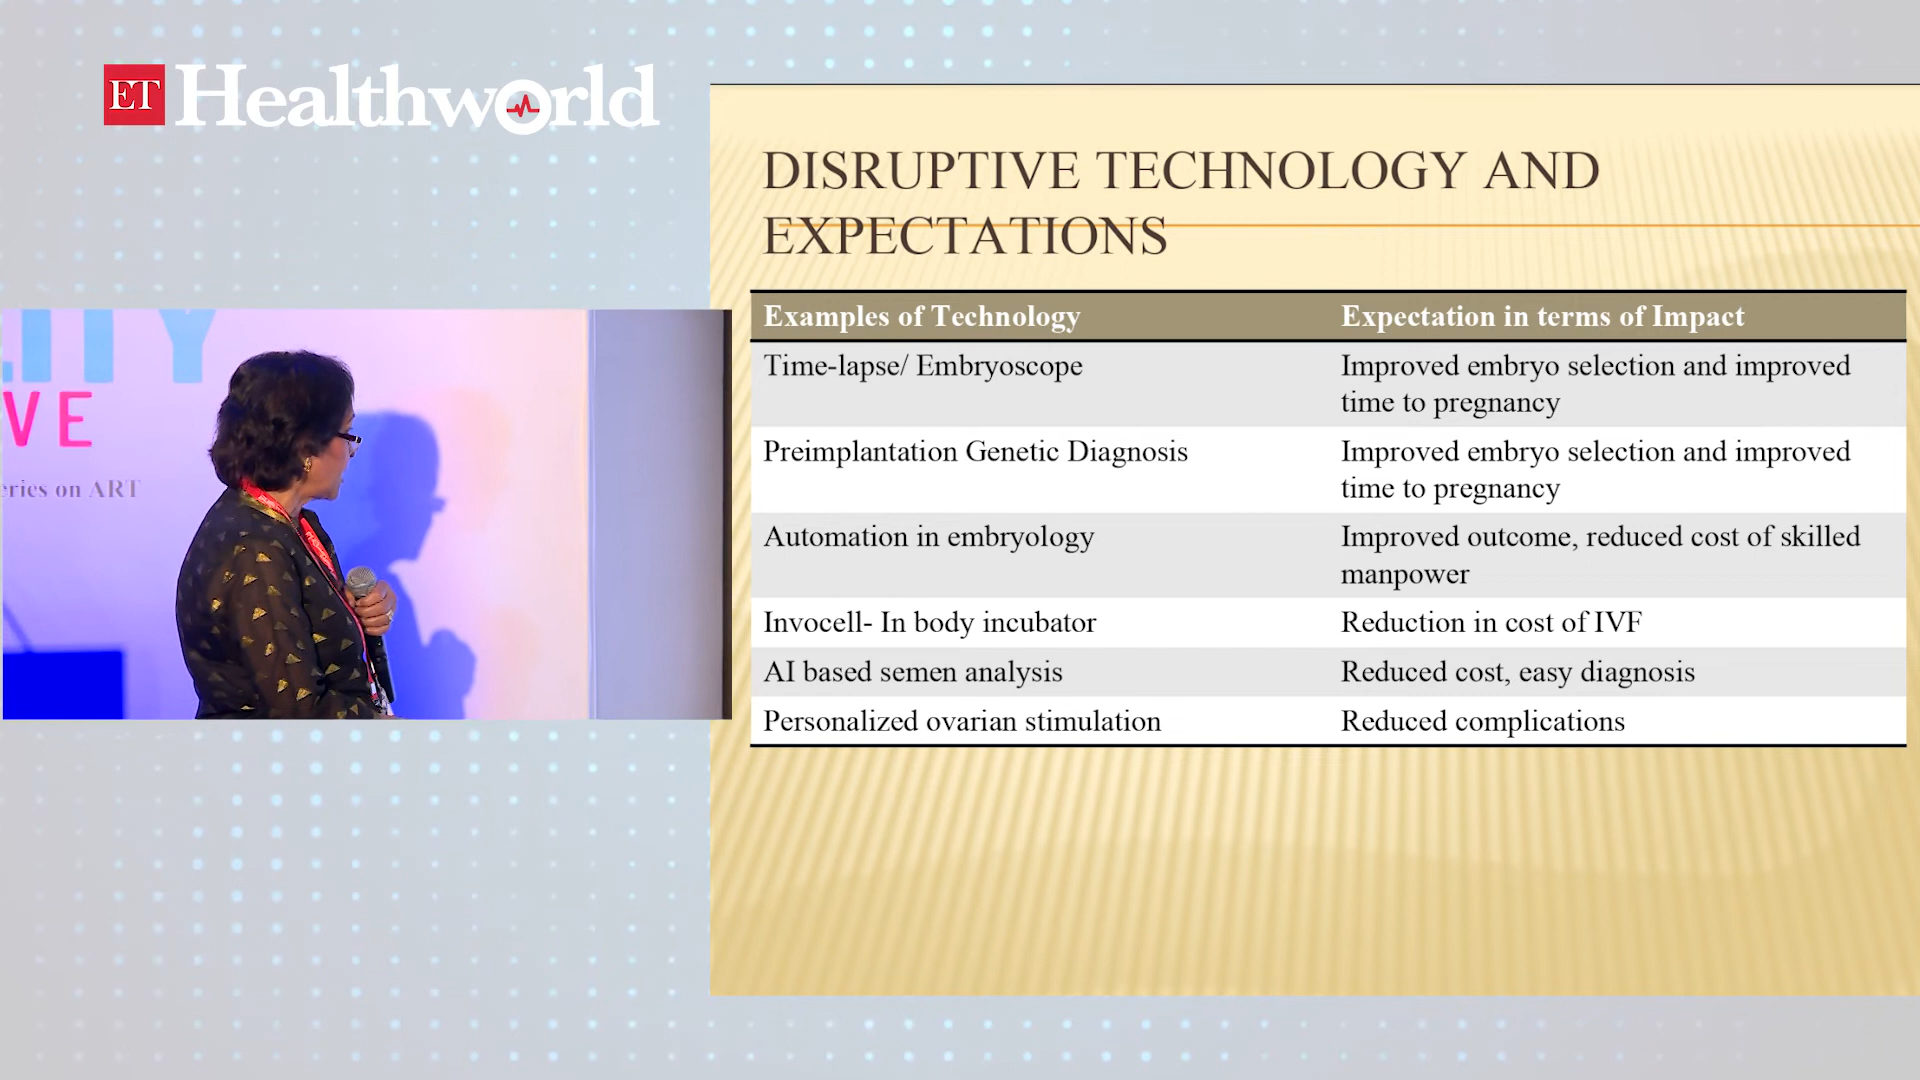 ET Healthworld
DISRUPTIVE TECHNOLOGY AND
EXPECTATIONS
Examples of Technology Expectation in terms of Impact
Time-lapse/ Embryoscope Improved embryo selection and improved
time to pregnancy
Preimplantation Genetic Diagnosis Improved embryo selection and improved
time to pregnancy
Automation in embryology Improved outcome, reduced cost of skilled
manpower
Invocell- In body incubator Reduction in cost of IVF
AI based semen analysis Reduced cost, easy diagnosis
Personalized ovarian stimulation Reduced complications
ITY
VE
eries on ART